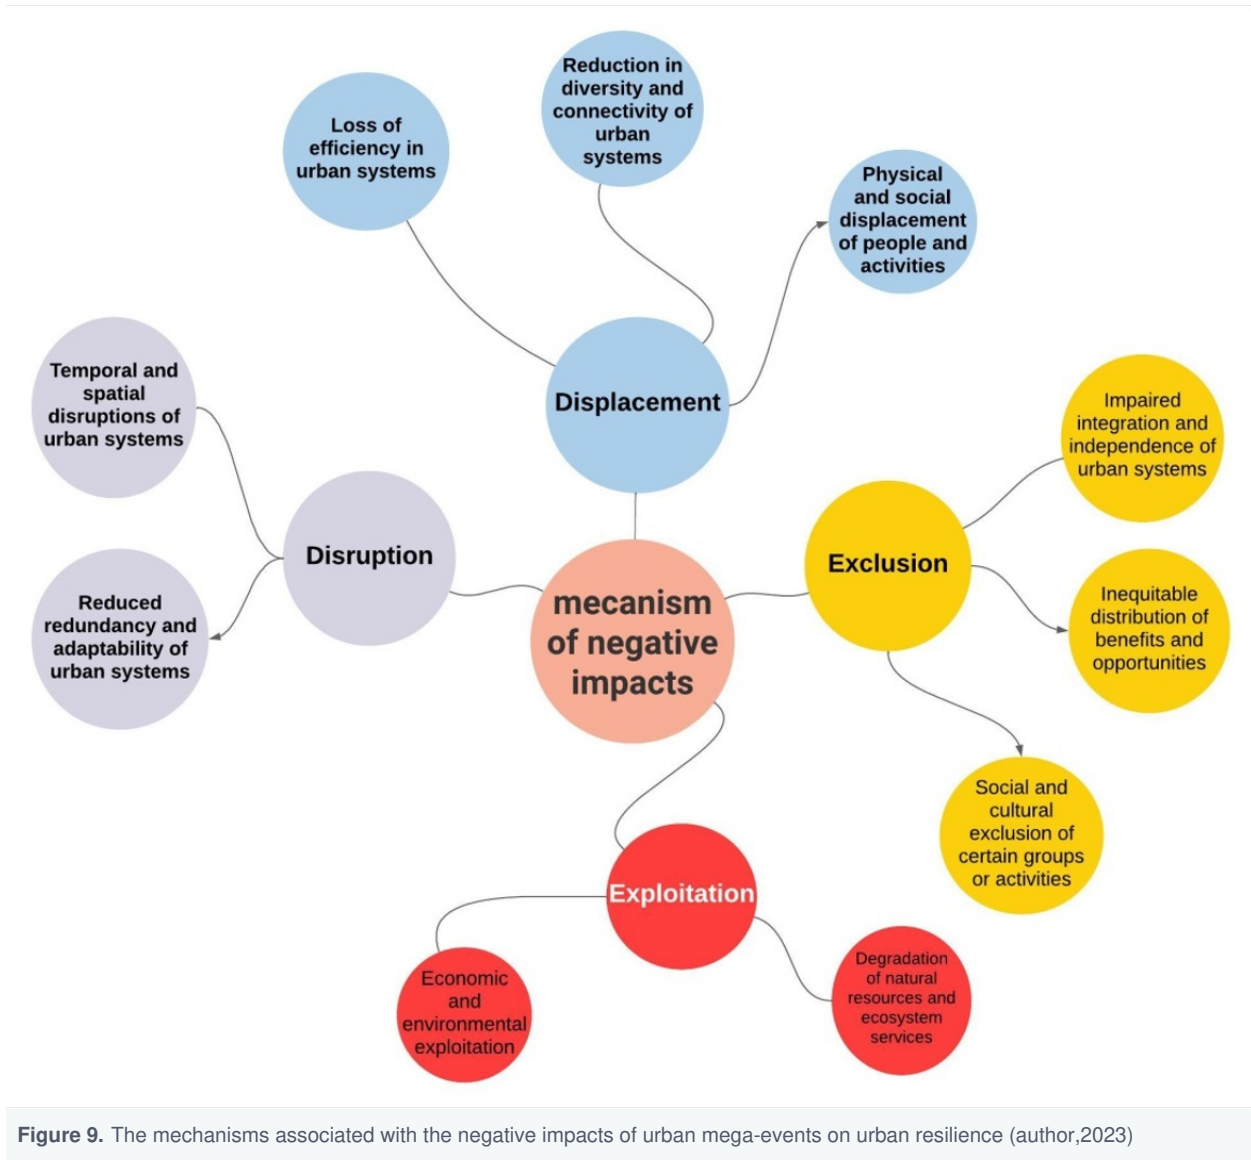 Reduction in
diversity and
connectivity of
urban
systems
Loss of
efficiency in
urban systems
Physical
and social
displacement
of people and
activities
Displacement
Temporal and
spatial
disruptions of
urban systems
Impaired
integration and
independence of
urban systems
Disruption
Exclusion
Reduced
redundancy and
adaptability of
urban systems
mecanism
of negative
impacts
Inequitable
distribution of
benefits and
opportunities
Social and
cultural
exclusion of
certain groups
or activities
Exploitation
Economic
and
environmental
exploitation
Degradation
of natural
resources and
ecosystem
services
Figure 9. The mechanisms associated with the negative impacts of urban mega-events on urban resilience (author,2023)